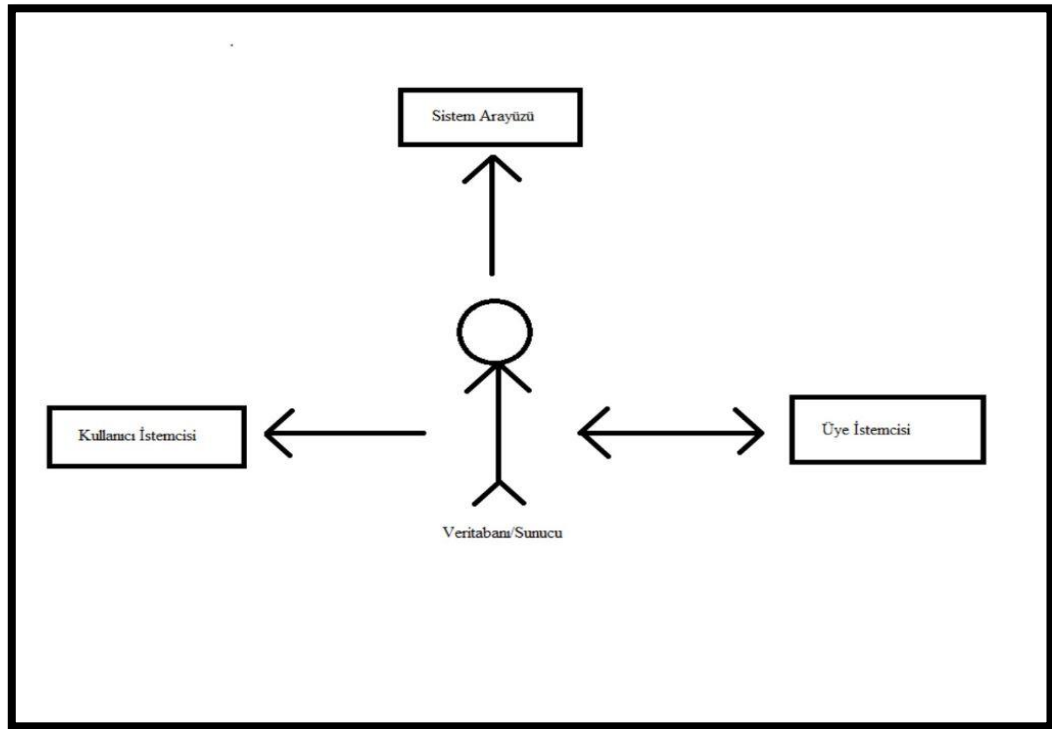 Sistem Arayüzü
Kullanıcı İstemcisi
Üye İstemcisi
Veritabanı/Sunucu